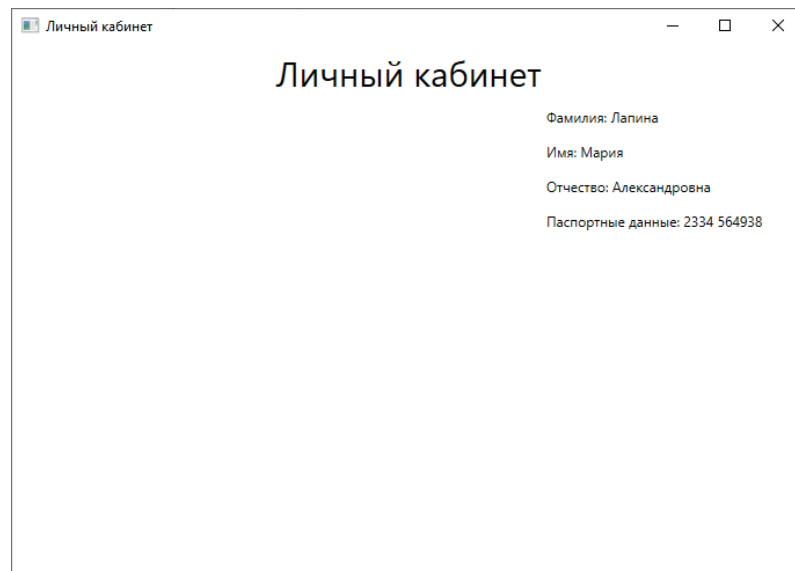 Личный кабинет
Личный кабинет
Фамилия: Лапина
Имя: Мария
Отчество: Александровна
Паспортные данные: 2334 564938